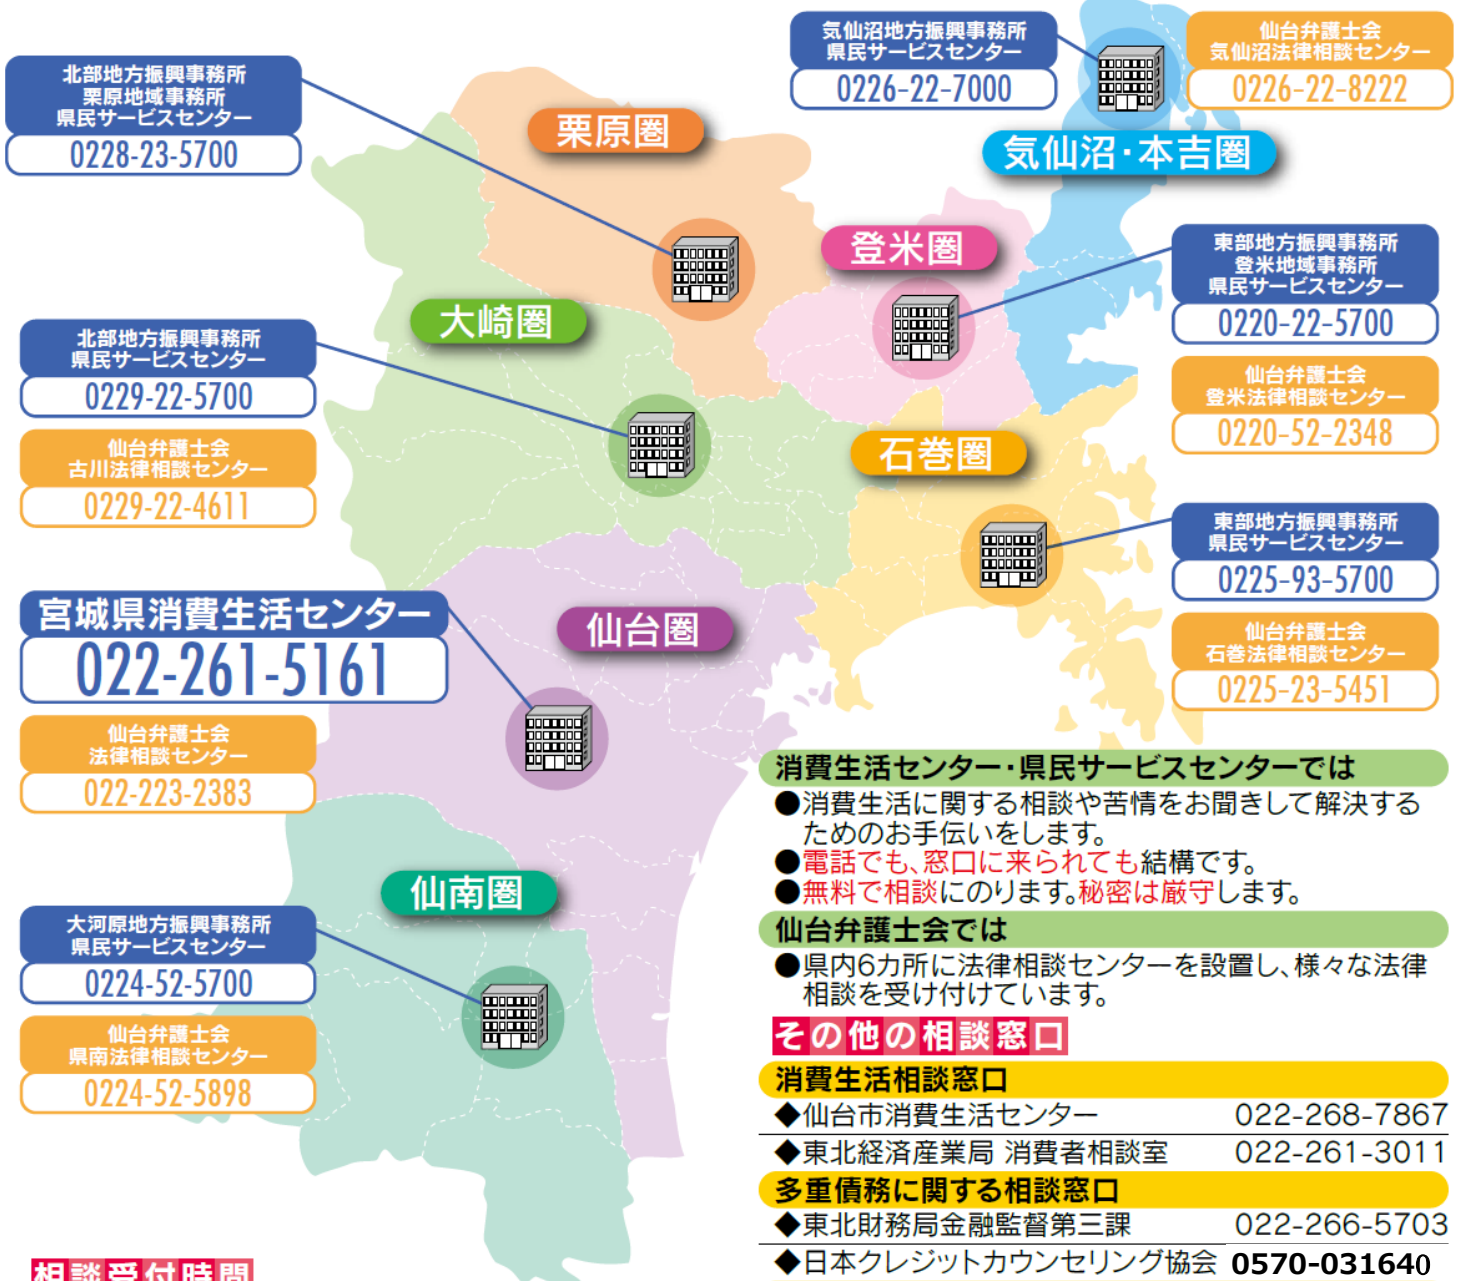 気仙沼地方振興事務所
県民サービスセンター
0226-22-7000
仙台弁護士会
気仙沼法律相談センター
0226-22-8222
北部地方振興事務所
栗原地域事務所
県民サービスセンター
0228-23-5700
栗原圏
気仙沼・本吉圏
登米圏
東部地方振興事務所
登米地域事務所
県民サービスセンター
0220-22-5700
大崎圏
北部地方振興事務所
県民サービスセンター
0229-22-5700
仙台弁護士会
登米法律相談センター
0220-52-2348
仙台弁護士会
古川法律相談センター
0229-22-4611
石巻圏
東部地方振興事務所
県民サービスセンター
0225-93-5700
宮城県消費生活センター
022-261-5161
仙台圏
仙台弁護士会
石巻法律相談センター
0225-23-5451
仙台弁護士会
法律相談センター
022-223-2383
仙南圏
大河原地方振興事務所
県民サービスセンター
0224-52-5700
仙台弁護士会
県南法律相談センター
0224-52-5898
消費生活センター・県民サービスセンターでは
●消費生活に関する相談や苦情をお聞きして解決する
ためのお手伝いをします。
●電話でも、窓口に来られても結構です。
●無料で相談にのります。秘密は厳守します。
仙台弁護士会では
●県内6カ所に法律相談センターを設置し、様々な法律
相談を受け付けています。
その他の相談窓口
消費生活相談窓口
◆仙台市消費生活センター 022-268-7867
◆東北経済産業局 消費者相談室 022-261-3011
多重債務に関する相談窓口
◆東北財務局金融監督第三課 022-266-5703
◆日本クレジットカウンセリング協会 0570-031640
相談受付時間